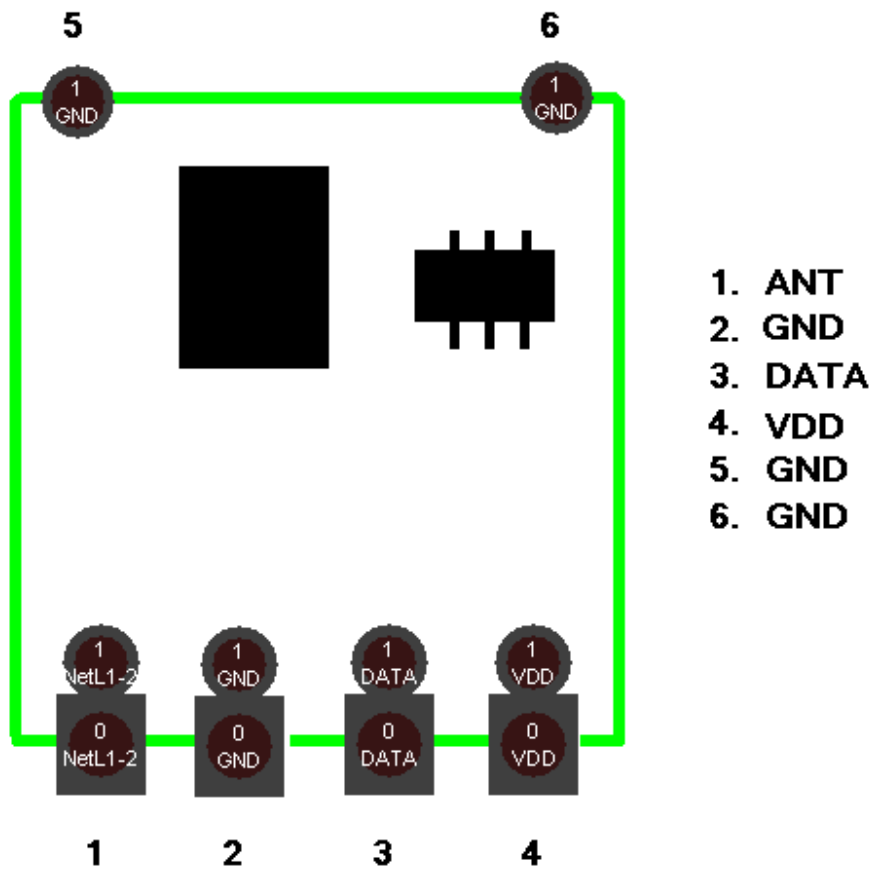 5 6
1
GND
1
GND
1. ANT
2. GND
3. DATA
4. VDD
5. GND
6. GND
1
NetL1-2
1
GND
1
DATA
1
VDD
0
NetL1-2
0
GND
0
DATA
0
VDD
1 2 3 4